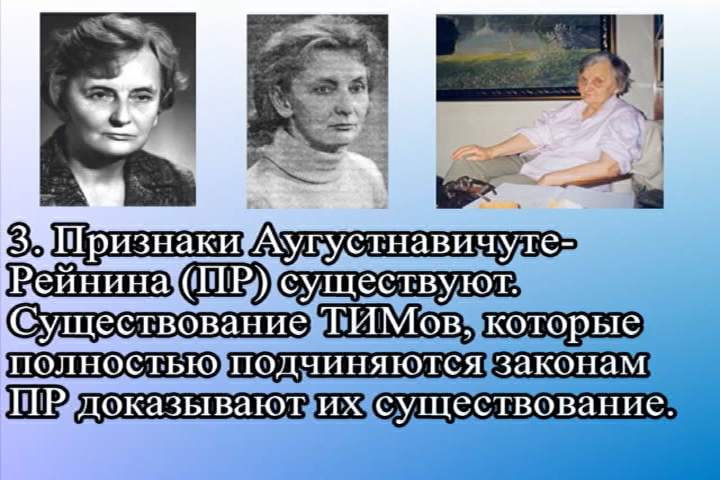 3. Признаки Аугустнавичуте-
Рейнина (ПР) существуют.
Существование ТИМов, которые
полностью подчиняются законам
ПР доказывают их существование.